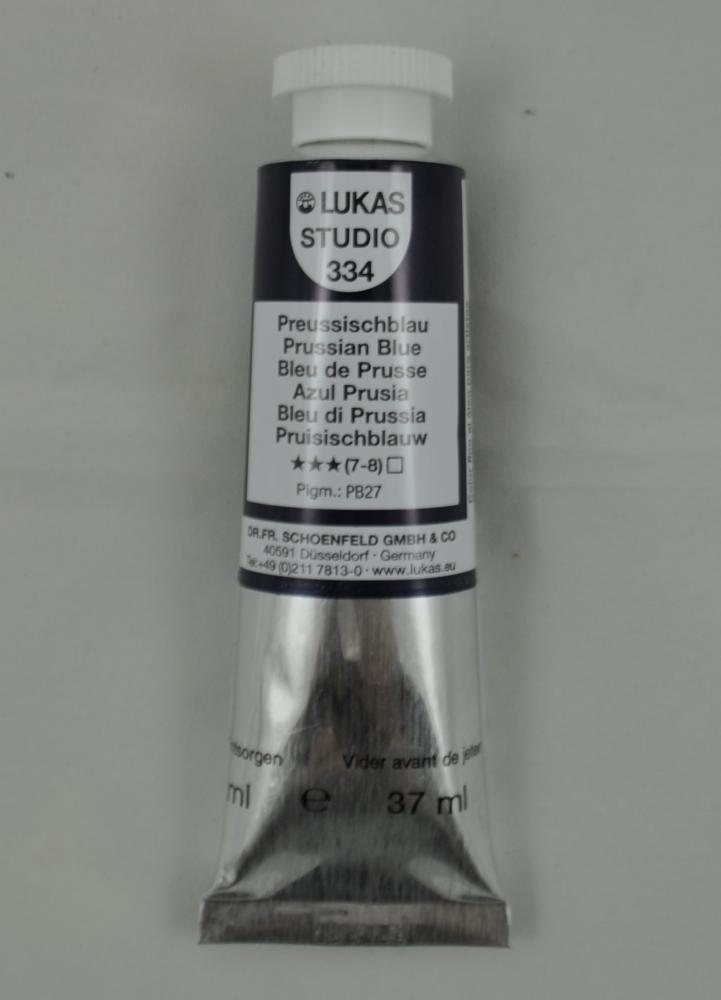 LUKAS
STUDIO
334
Preussischblau
Prussian Blue
Bleu de Prusse
Azul Prusia
Bleu di Prussia
Pruisischblauw
★★★(7-8)□
Pigm.: PB27
DR.FR. SCHOENFELD GMBH & CO
40591 Düsseldorf · Germany
Tel:+49 (0)211 7813-0 · www.lukas.eu
Vider avant de jeter
ml e 37 ml